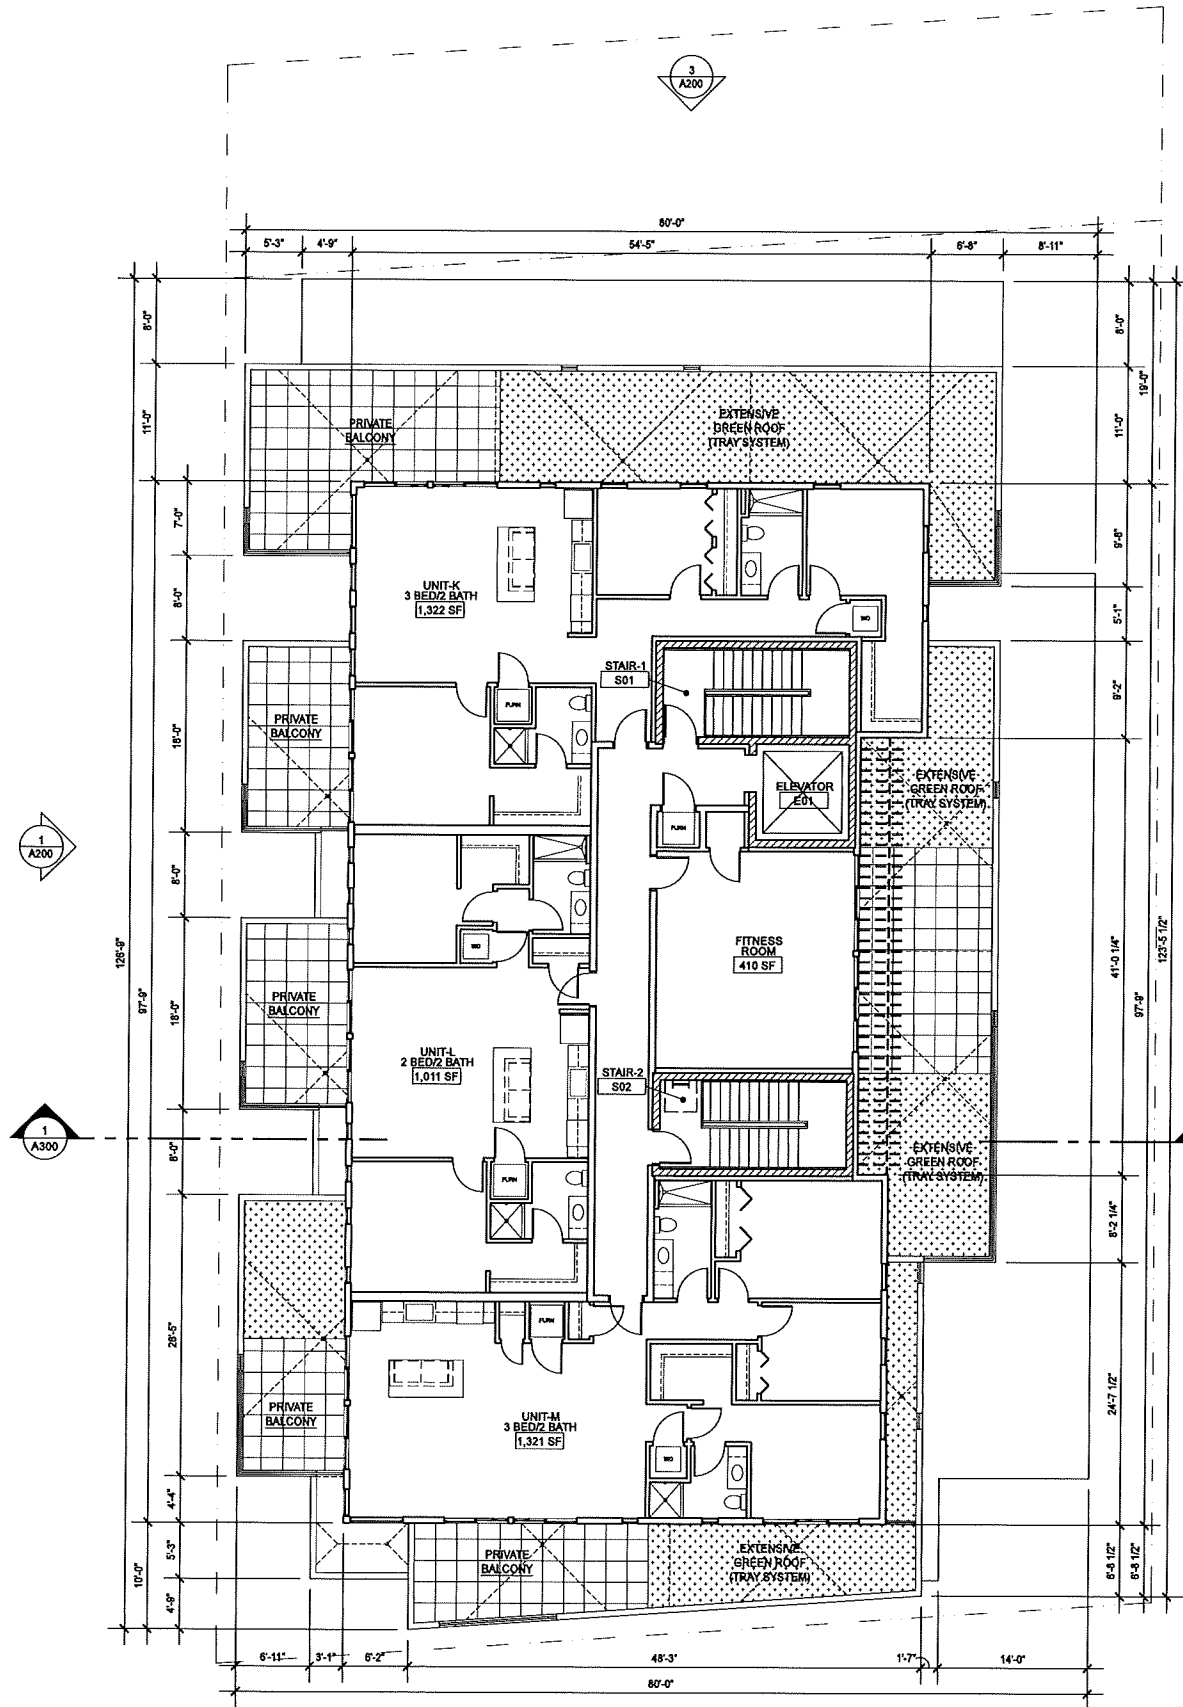 3
A200
80'-0"
5'-3"
4'-9"
54'-5"
6'-8"
8'-11"
8'-0"
11'-0"
7'-0"
8'-0"
18'-0"
8'-0"
18'-0"
8'-0"
26'-5"
4'-4"
5'-3"
4'-9"
10'-0"
97'-9"
126'-9"
8'-0"
19'-0"
11'-0"
9'-8"
5'-1"
9'-2"
41'-0 1/4"
123'-5 1/2"
97'-9"
8'-2 1/4"
24'-7 1/2"
6'-8 1/2"
6'-8 1/2"
PRIVATE
BALCONY
EXTENSIVE
GREEN ROOF
(TRAY SYSTEM)
UNIT-K
3 BED/2 BATH
1,322 SF
W/D
STAIR-1
S01
FURN
PRIVATE
BALCONY
ELEVATOR
E01
EXTENSIVE
GREEN ROOF
(TRAY SYSTEM)
FURN
1
A200
W/D
FITNESS
ROOM
410 SF
PRIVATE
BALCONY
UNIT-L
2 BED/2 BATH
1,011 SF
STAIR-2
S02
1
A300
EXTENSIVE
GREEN ROOF
(TRAY SYSTEM)
FURN
FURN
PRIVATE
BALCONY
UNIT-M
3 BED/2 BATH
1,321 SF
W/D
PRIVATE
BALCONY
EXTENSIVE
GREEN ROOF
(TRAY SYSTEM)
6'-11"
3'-1"
6'-2"
48'-3"
1'-7"
14'-0"
80'-0"